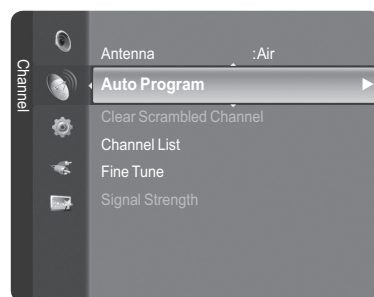 Channel
Antenna :Air
Auto Program
Clear Scrambled Channel
Channel List
Fine Tune
Signal Strength